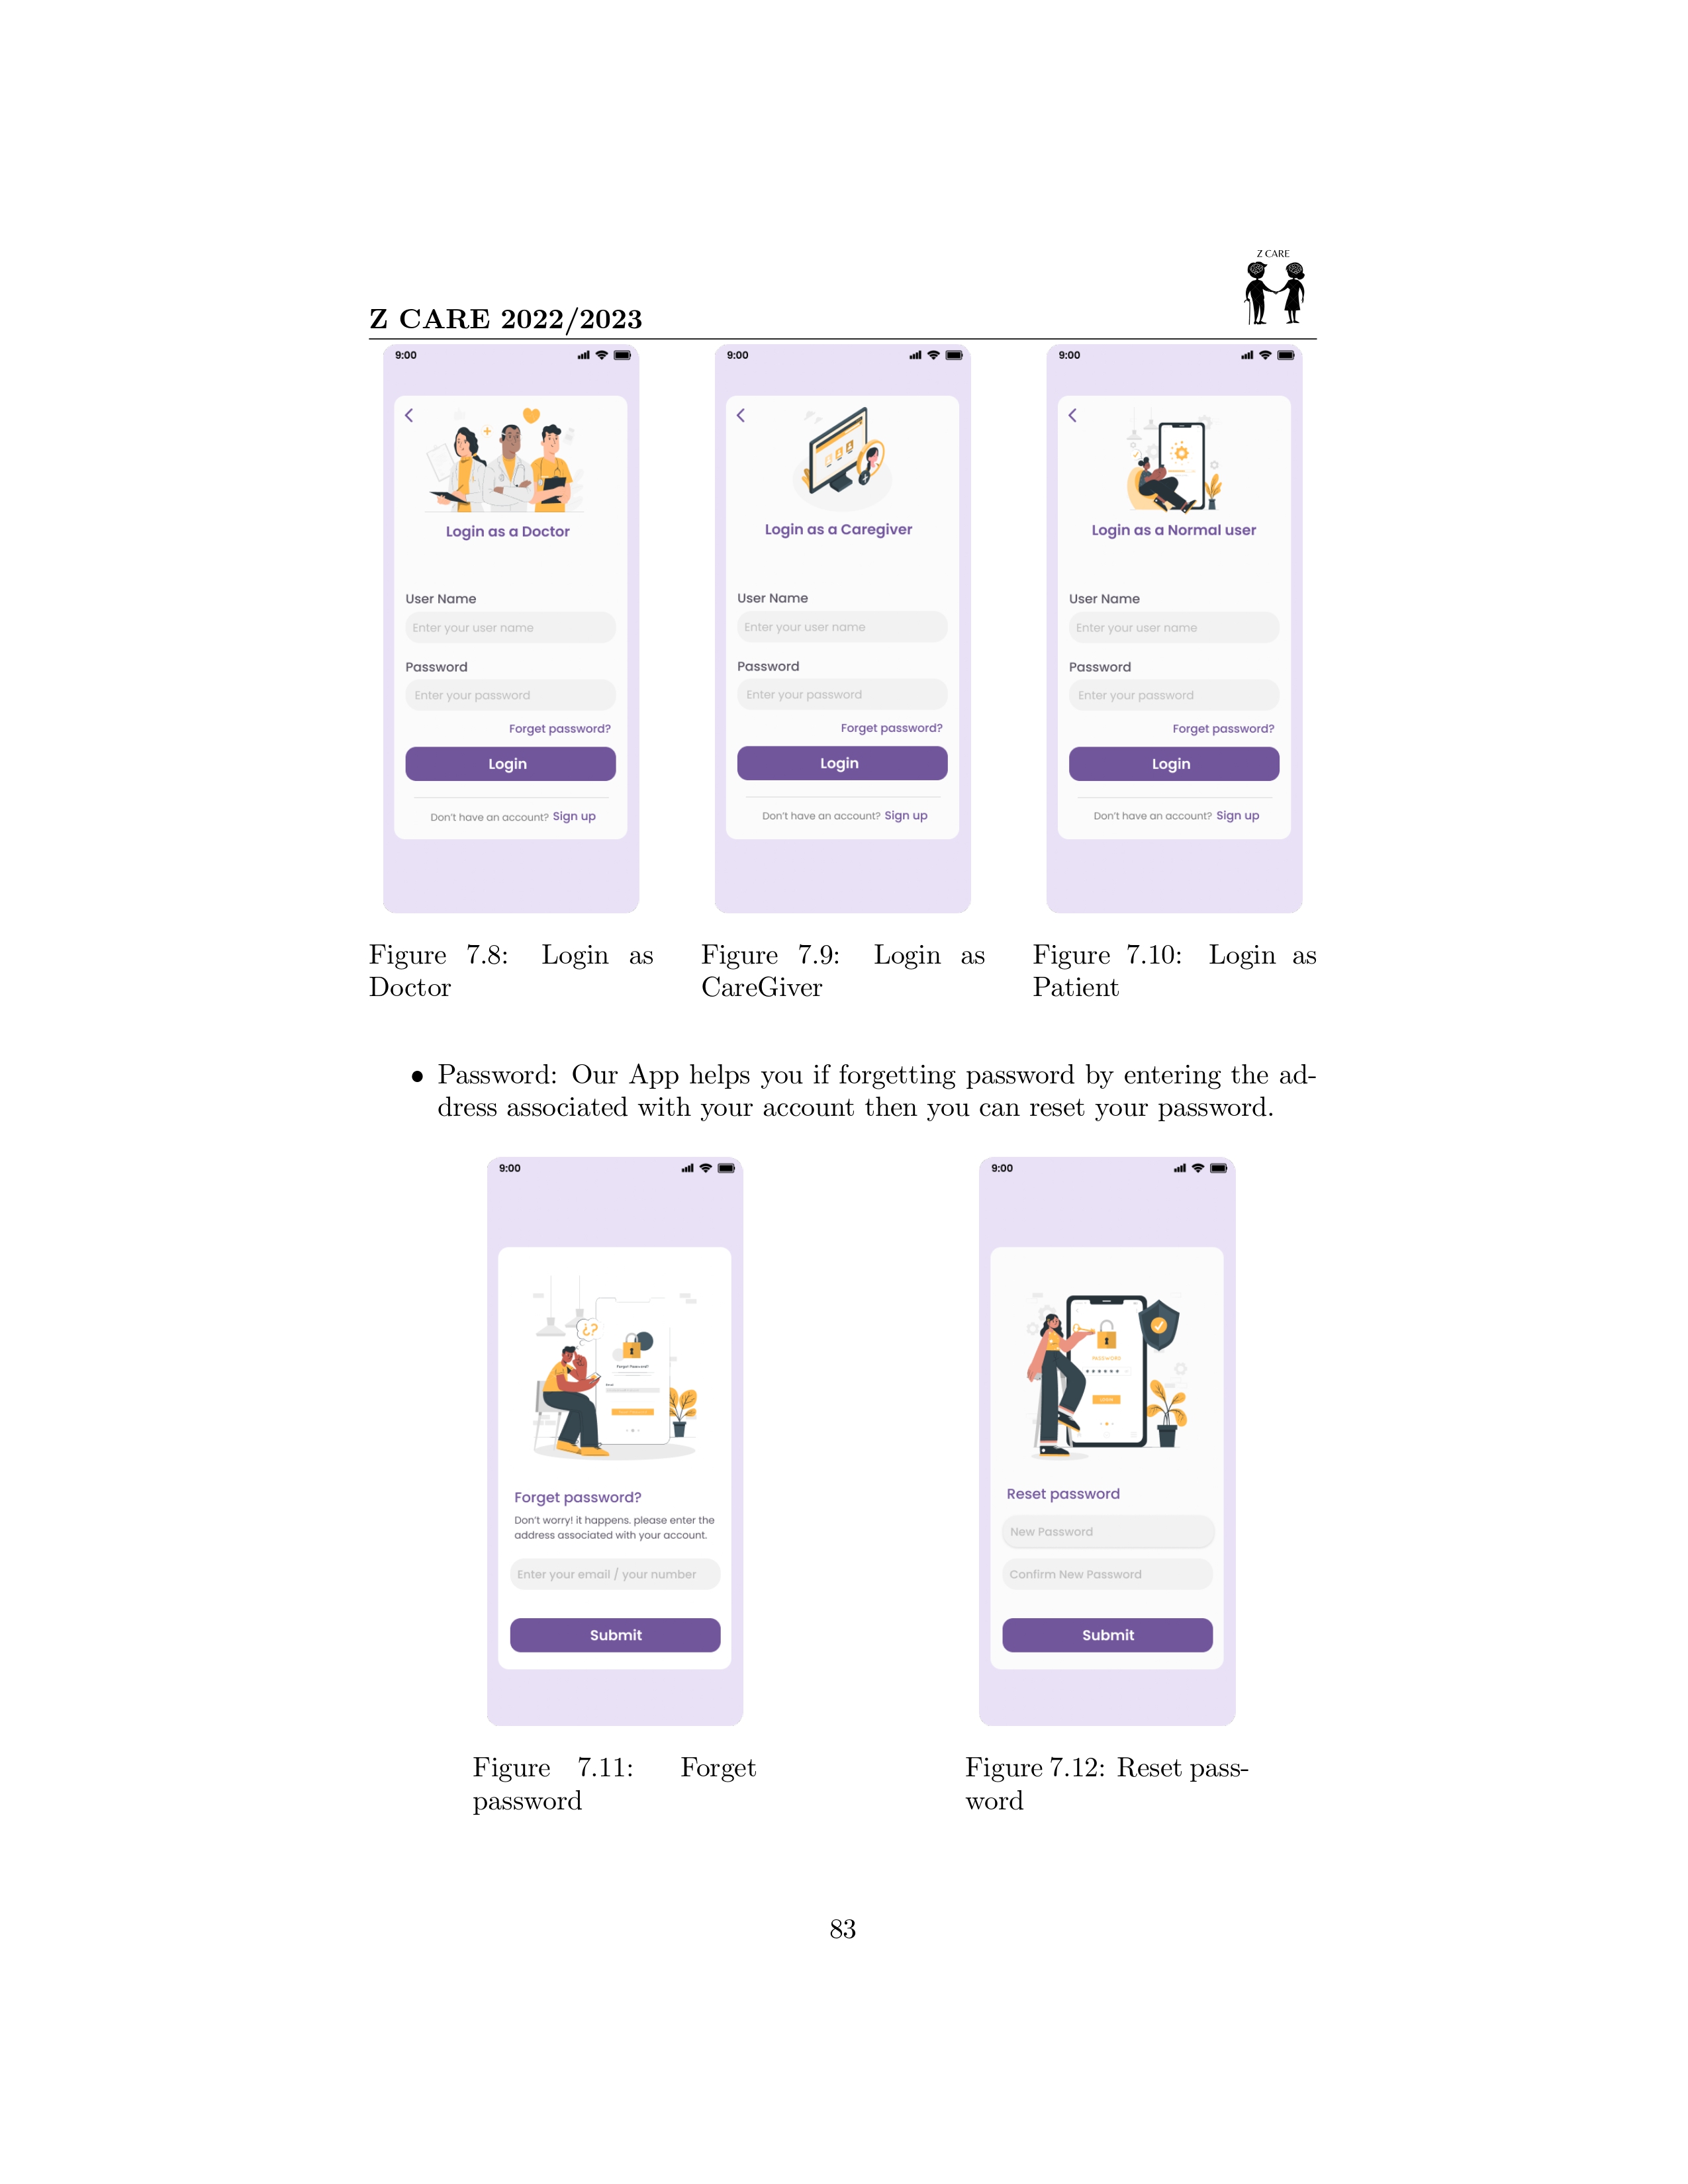 Z CARE
Z CARE 2022/2023
9:00
Login as a Doctor
User Name
Enter your user name
Password
Enter your password
Forget password?
Login
Don't have an account? Sign up
9:00
Login as a Caregiver
User Name
Enter your user name
Password
Enter your password
Forget password?
Login
Don't have an account? Sign up
9:00
Login as a Normal user
User Name
Enter your user name
Password
Enter your password
Forget password?
Login
Don't have an account? Sign up
Figure 7.8: Login as
Doctor
Figure 7.9: Login as
CareGiver
Figure 7.10: Login as
Patient
• Password: Our App helps you if forgetting password by entering the ad-
dress associated with your account then you can reset your password.
9:00
¿?
Forgot Password?
Forget password?
Don't worry! it happens. please enter the
address associated with your account.
Enter your email / your number
Submit
9:00
Reset password
New Password
Confirm New Password
Submit
Figure 7.11: Forget
password
Figure 7.12: Reset pass-
word
83